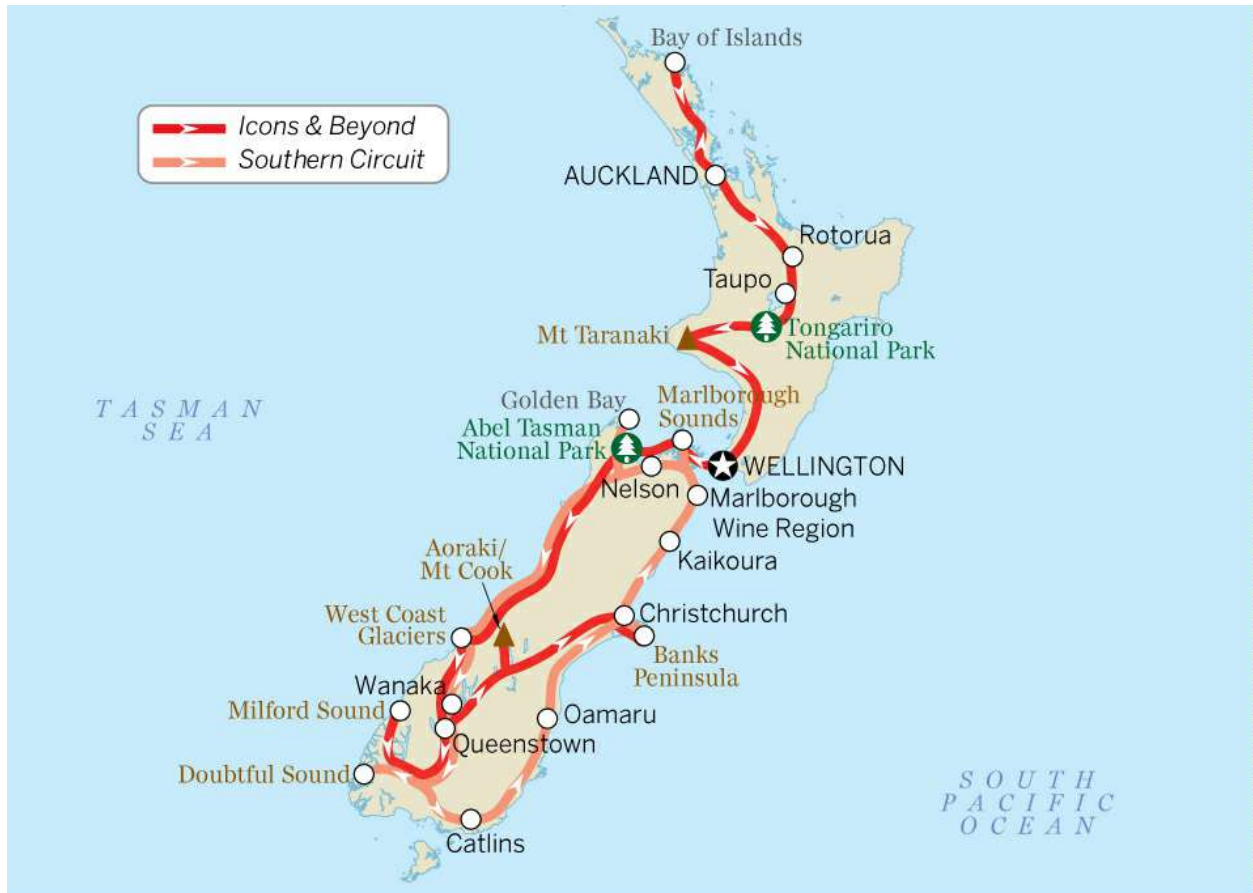 Bay of Islands
Icons & Beyond
Southern Circuit
AUCKLAND
Rotorua
Taupo
Mt Taranaki
Tongariro
National Park
Golden Bay
Marlborough
Sounds
TASMAN
SEA
Abel Tasman
National Park
WELLINGTON
Nelson
Marlborough
Wine Region
Aoraki/
Mt Cook
Kaikoura
West Coast
Glaciers
Christchurch
Banks
Peninsula
Wanaka
Milford Sound
Oamaru
Queenstown
Doubtful Sound
SOUTH
PACIFIC
OCEAN
Catlins